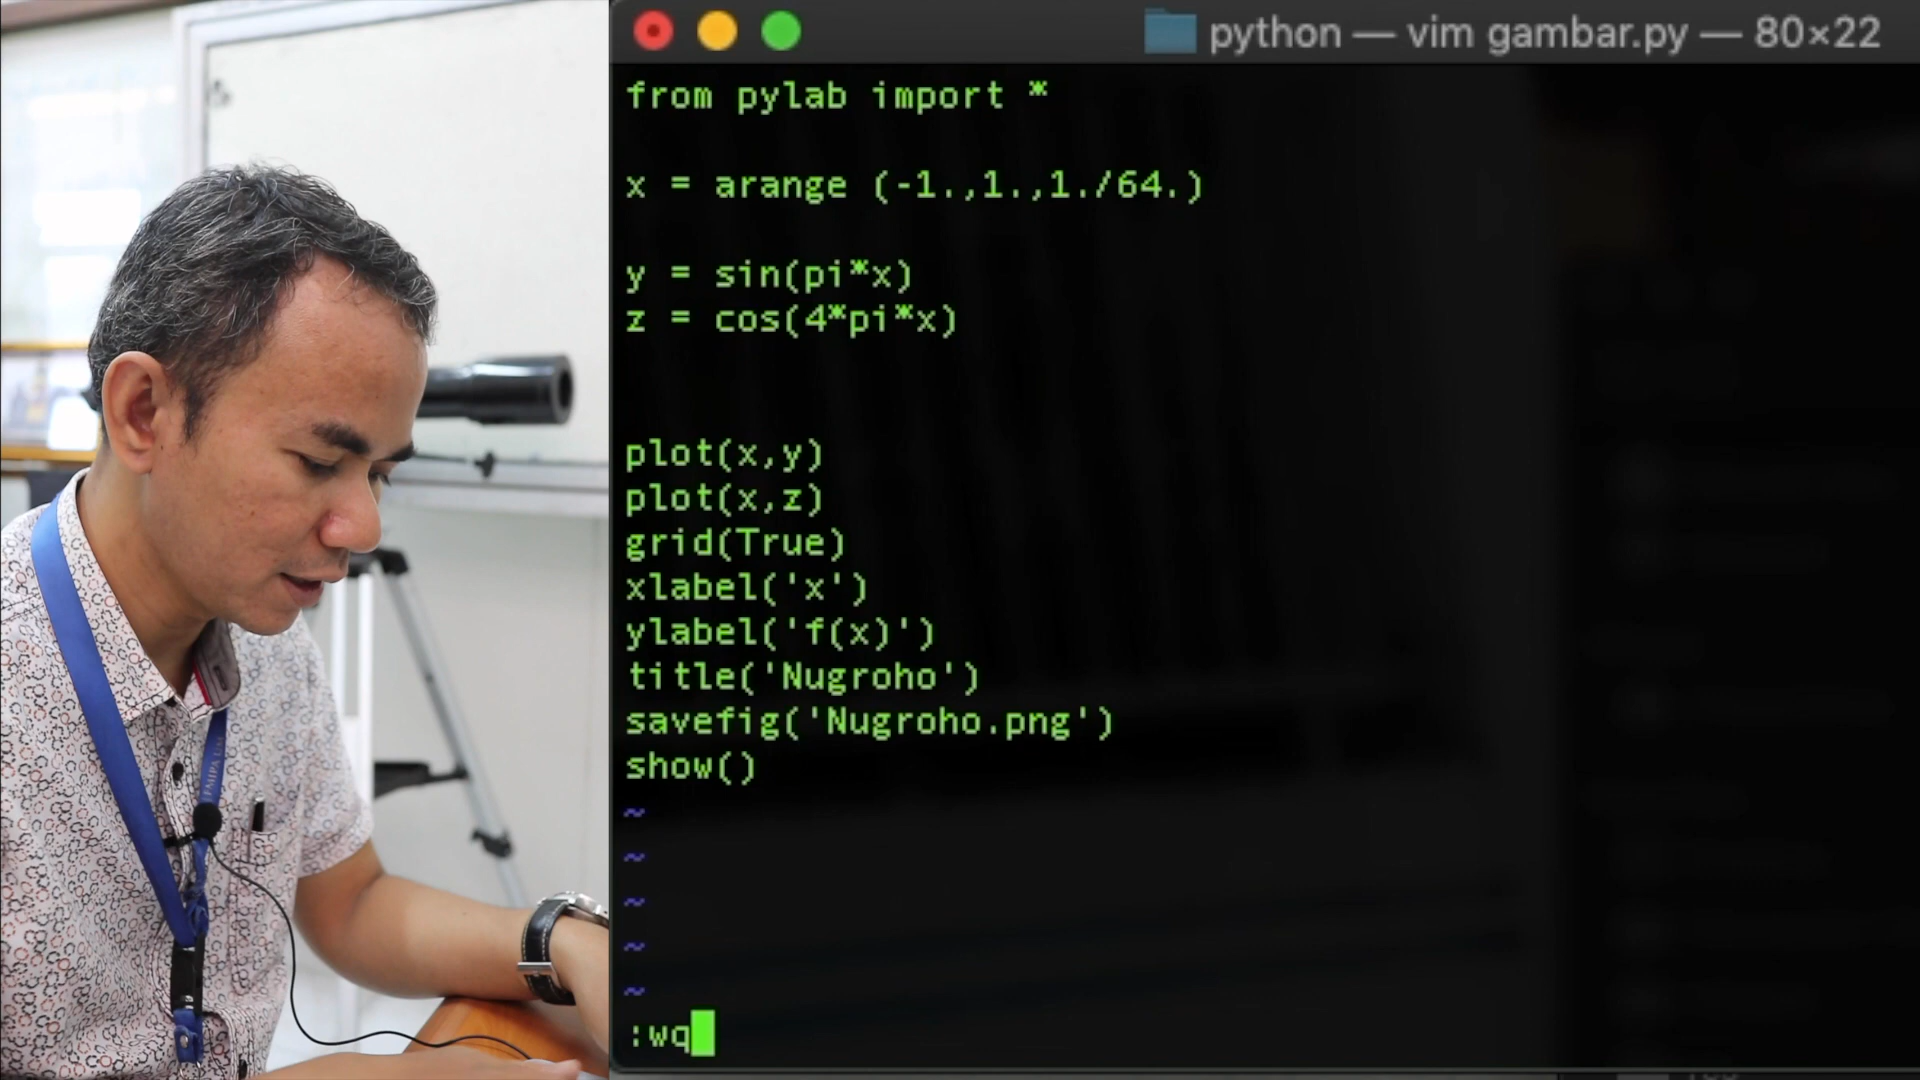 python — vim gambar.py — 80×22
from pylab import *
x = arange (-1.,1.,1./64.)
y = sin(pi*x)
z = cos(4*pi*x)
plot(x,y)
plot(x,z)
grid(True)
xlabel('x')
ylabel('f(x)')
title('Nugroho')
savefig('Nugroho.png')
show()
~
~
~
~
~
:wq
FMIPA